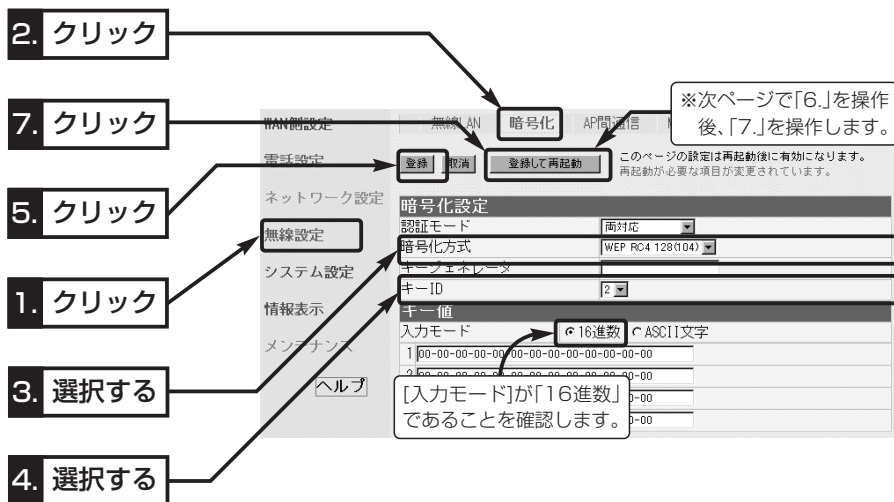 2. クリック
7. クリック
5. クリック
1. クリック
3. 選択する
4. 選択する
WAN側設定
電話設定
ネットワーク設定
無線設定
システム設定
情報表示
メンテナンス
ヘルプ
無線LAN 暗号化 AP間通信
※次ページで「6.」を操作
後、「7.」を操作します。
登録 取消 登録して再起動
このページの設定は再起動後に有効になります。
再起動が必要な項目が変更されています。
暗号化設定
認証モード 両対応
暗号化方式 WEP RC4 128(104)
キージェネレータ
キーID 2
キー値
入力モード 16進数 ASCII文字
1 00-00-00-00-00-00-00-00-00-00-00-00-00
[入力モード]が「16進数」
であることを確認します。